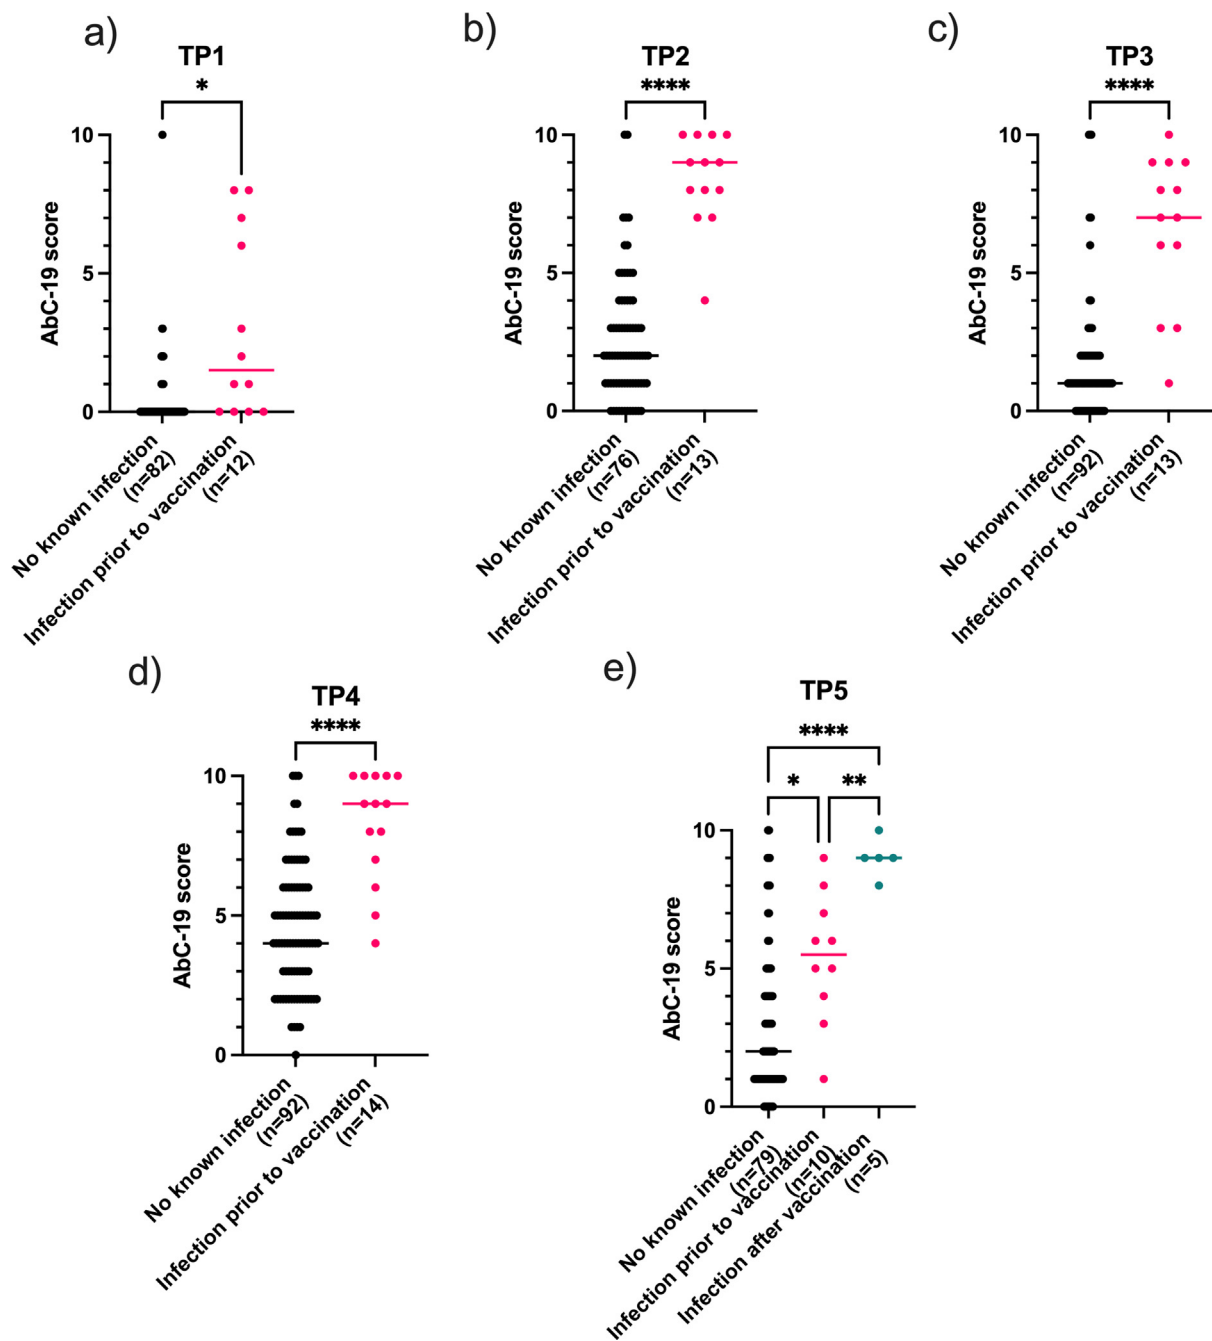 a)
TP1
*
10
5
0
AbC-19 score
No known infection
(n=82)
Infection prior to vaccination
(n=12)
b)
TP2
****
10
5
0
AbC-19 score
No known infection
(n=76)
Infection prior to vaccination
(n=13)
c)
TP3
****
10
5
0
AbC-19 score
No known infection
(n=92)
Infection prior to vaccination
(n=13)
d)
TP4
****
10
5
0
AbC-19 score
No known infection
(n=92)
Infection prior to vaccination
(n=14)
e)
TP5
****
*
**
10
5
0
AbC-19 score
No known infection
(n=79)
Infection prior to vaccination
(n=10)
Infection after vaccination
(n=5)